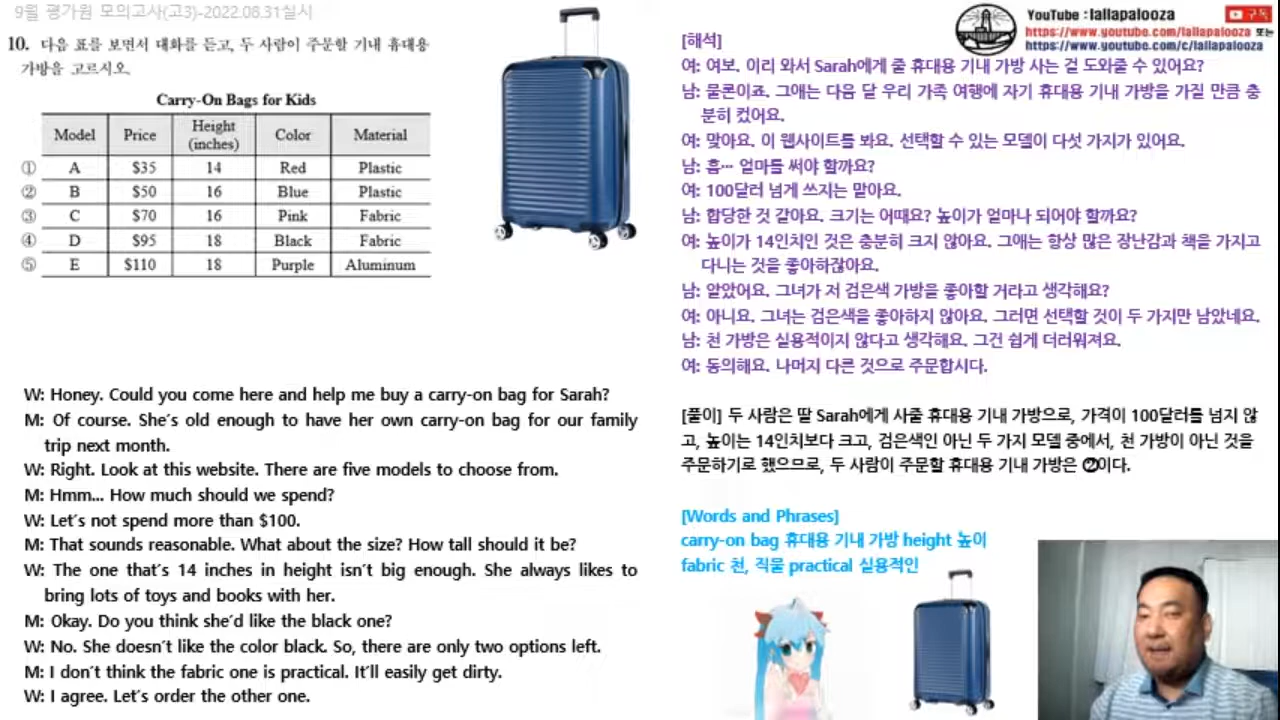 9월 평가원 모의고사(고3)-2022.08.31실시
10. 다음 표를 보면서 대화를 듣고, 두 사람이 주문할 기내 휴대용
가방을 고르시오.
Carry-On Bags for Kids
Model Price Height (inches) Color Material
① A $35 14 Red Plastic
② B $50 16 Blue Plastic
③ C $70 16 Pink Fabric
④ D $95 18 Black Fabric
⑤ E $110 18 Purple Aluminum
W: Honey. Could you come here and help me buy a carry-on bag for Sarah?
M: Of course. She's old enough to have her own carry-on bag for our family
trip next month.
W: Right. Look at this website. There are five models to choose from.
M: Hmm... How much should we spend?
W: Let's not spend more than $100.
M: That sounds reasonable. What about the size? How tall should it be?
W: The one that's 14 inches in height isn't big enough. She always likes to
bring lots of toys and books with her.
M: Okay. Do you think she'd like the black one?
W: No. She doesn't like the color black. So, there are only two options left.
M: I don't think the fabric one is practical. It'll easily get dirty.
W: I agree. Let's order the other one.
YouTube : lallapalooza
구독
https://www.youtube.com/lallapalooza 또는
https://www.youtube.com/c/lallapalooza
[해석]
여: 여보. 이리 와서 Sarah에게 줄 휴대용 기내 가방 사는 걸 도와줄 수 있어요?
남: 물론이죠. 그애는 다음 달 우리 가족 여행에 자기 휴대용 기내 가방을 가질 만큼 충
분히 컸어요.
여: 맞아요. 이 웹사이트를 봐요. 선택할 수 있는 모델이 다섯 가지가 있어요.
남: 흠… 얼마를 써야 할까요?
여: 100달러 넘게 쓰지는 말아요.
남: 합당한 것 같아요. 크기는 어때요? 높이가 얼마나 되어야 할까요?
여: 높이가 14인치인 것은 충분히 크지 않아요. 그애는 항상 많은 장난감과 책을 가지고
다니는 것을 좋아하잖아요.
남: 알았어요. 그녀가 저 검은색 가방을 좋아할 거라고 생각해요?
여: 아니요. 그녀는 검은색을 좋아하지 않아요. 그러면 선택할 것이 두 가지만 남았네요.
남: 천 가방은 실용적이지 않다고 생각해요. 그건 쉽게 더러워져요.
여: 동의해요. 나머지 다른 것으로 주문합시다.
[풀이] 두 사람은 딸 Sarah에게 사줄 휴대용 기내 가방으로, 가격이 100달러를 넘지 않
고, 높이는 14인치보다 크고, 검은색인 아닌 두 가지 모델 중에서, 천 가방이 아닌 것을
주문하기로 했으므로, 두 사람이 주문할 휴대용 기내 가방은 ②이다.
[Words and Phrases]
carry-on bag 휴대용 기내 가방 height 높이
fabric 천, 직물 practical 실용적인